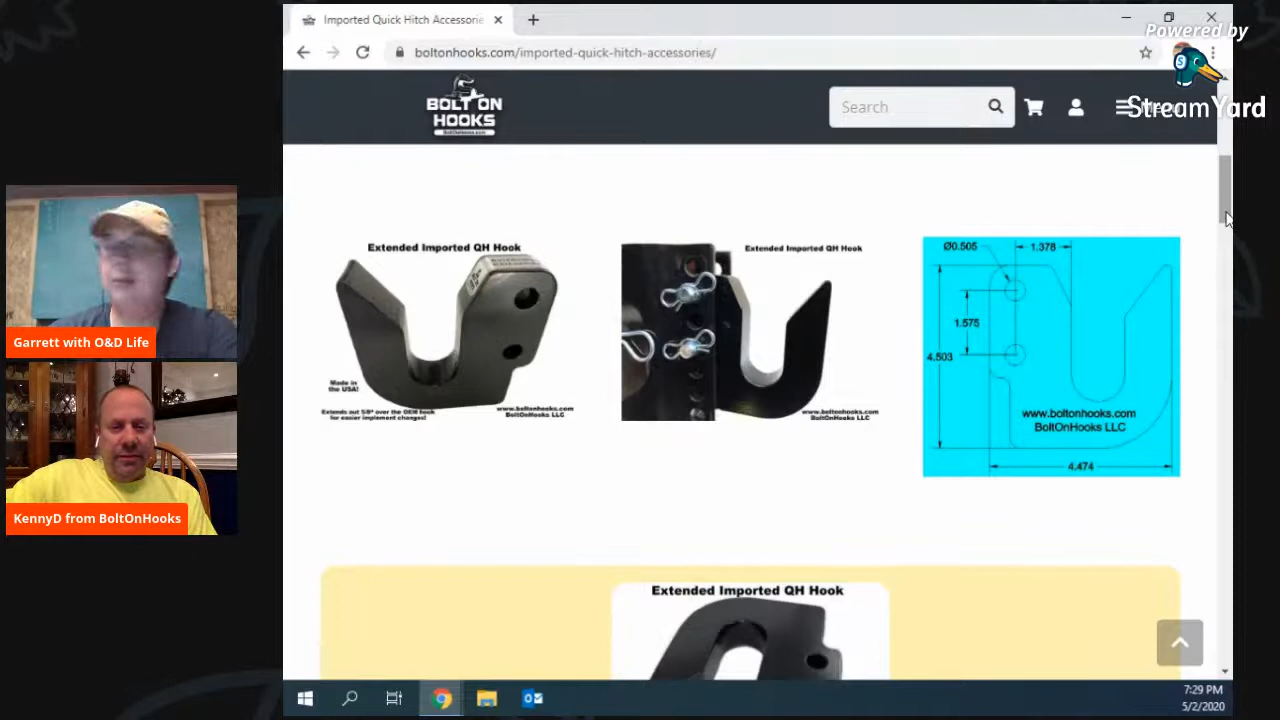 Imported Quick Hitch Accessorie
boltonhooks.com/imported-quick-hitch-accessories/
Powered by
StreamYard
BOLT ON
HOOKS
BoltOnHooks.com
Search
Extended Imported QH Hook
Made in
the USA!
Extends out 5/8" over the OEM hook
for easier implement changes!
www.boltonhooks.com
BoltOnHooks LLC
Extended Imported QH Hook
www.boltonhooks.com
BoltOnHooks LLC
Ø0.505
1.378
1.575
4.503
www.boltonhooks.com
BoltOnHooks LLC
4.474
Garrett with O&D Life
KennyD from BoltOnHooks
Extended Imported QH Hook
7:29 PM
5/2/2020